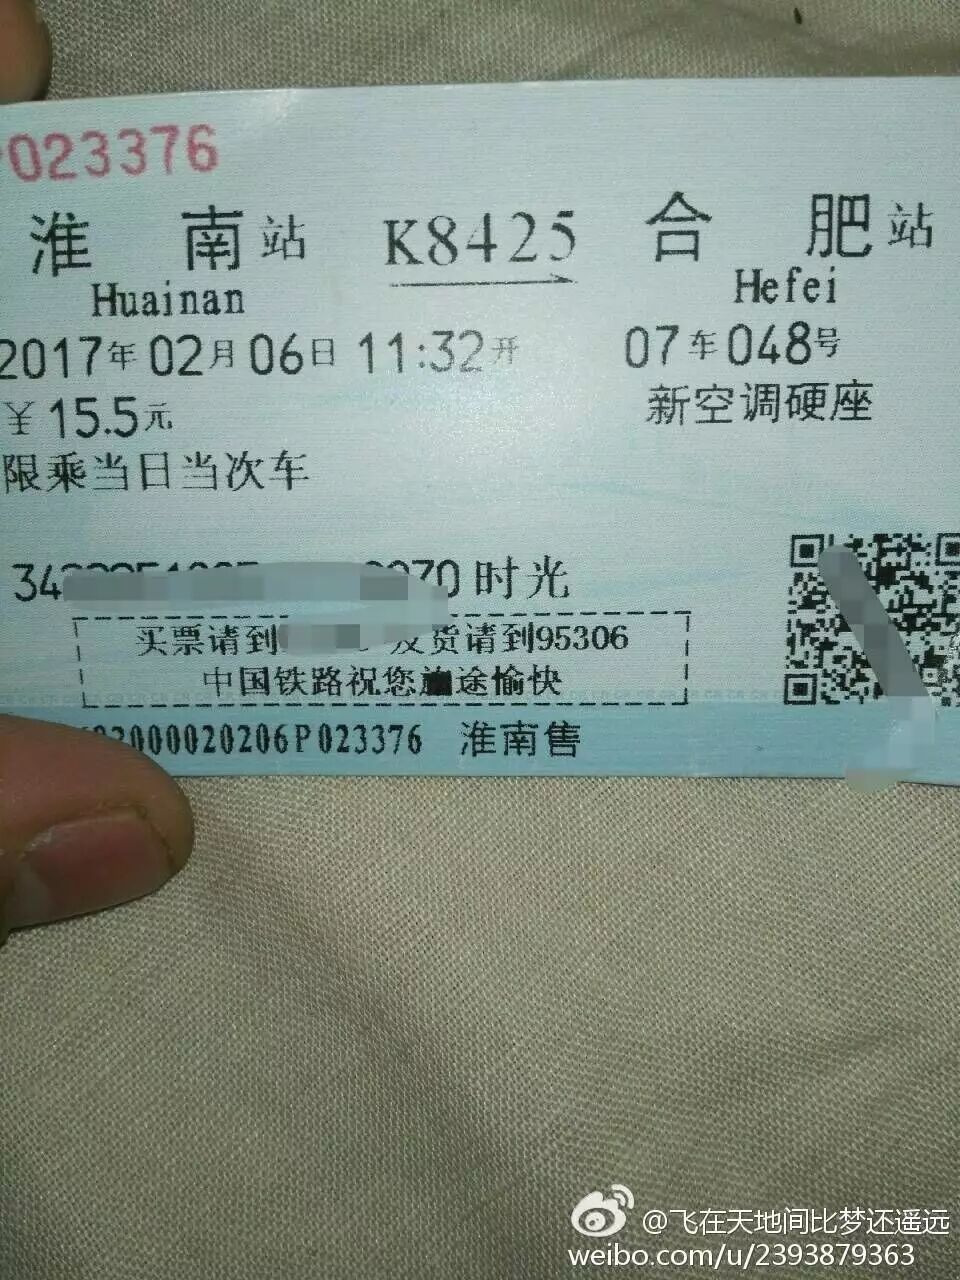 P023376
淮南站 K8425 合肥站
Huainan Hefei
2017年02月06日 11:32开 07车048号
￥15.5元 新空调硬座
限乘当日当次车
时光
买票请到 发货请到95306
中国铁路祝您旅途愉快
000020206P023376 淮南售
@飞在天地间比梦还遥远
weibo.com/u/2393879363